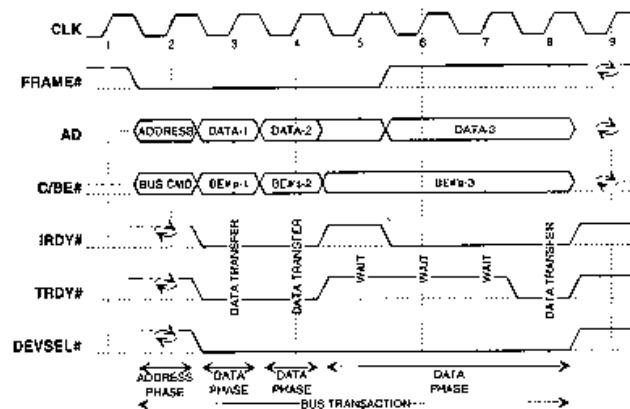 CLK
1 2 3 4 5 6 7 8 9
FRAME#
AD
ADDRESS DATA-1 DATA-2 DATA-3
C/BE#
BUS CMD BE#'s-1 BE#'s-2 BE#'s-3
IRDY#
DATA TRANSFER
DATA TRANSFER
WAIT
WAIT
WAIT
DATA TRANSFER
TRDY#
DEVSEL#
ADDRESS DATA DATA DATA
PHASE PHASE PHASE PHASE
BUS TRANSACTION